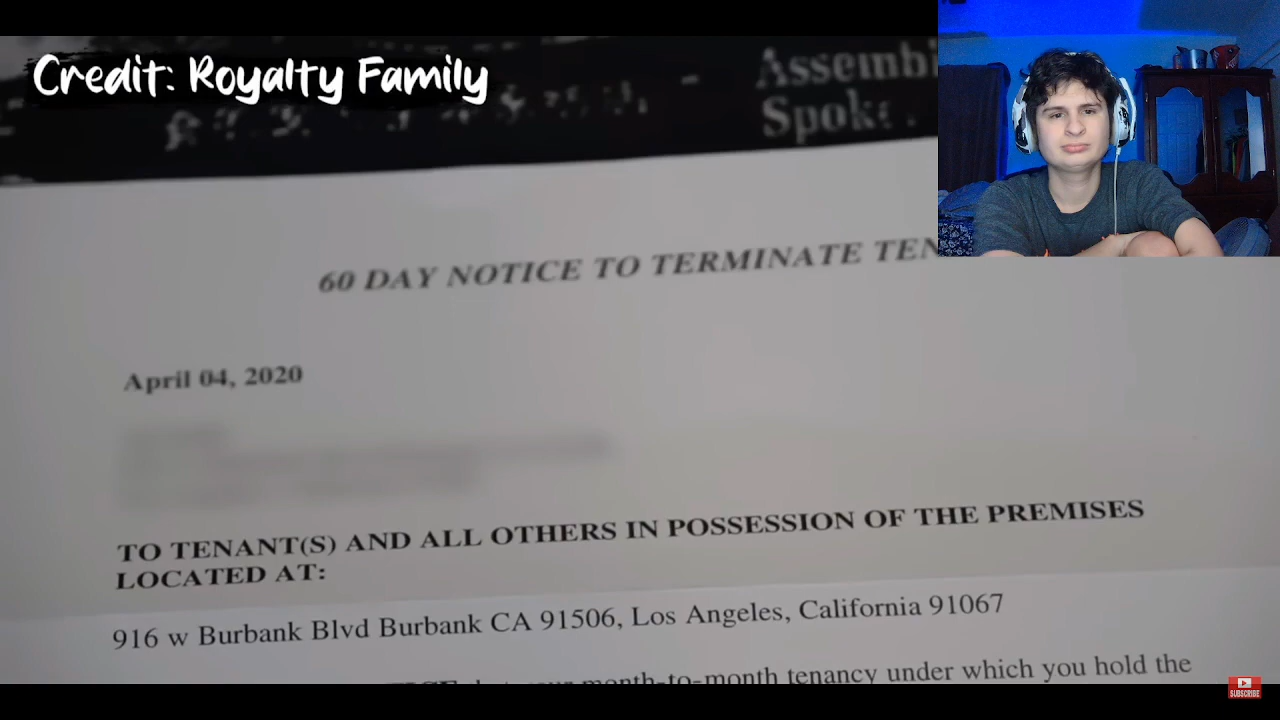 Credit: Royalty Family
60 DAY NOTICE TO TERMINATE TEN
April 04, 2020
TO TENANT(S) AND ALL OTHERS IN POSSESSION OF THE PREMISES
LOCATED AT:
916 w Burbank Blvd Burbank CA 91506, Los Angeles, California 91067
month-to-month tenancy under which you hold the
SUBSCRIBE